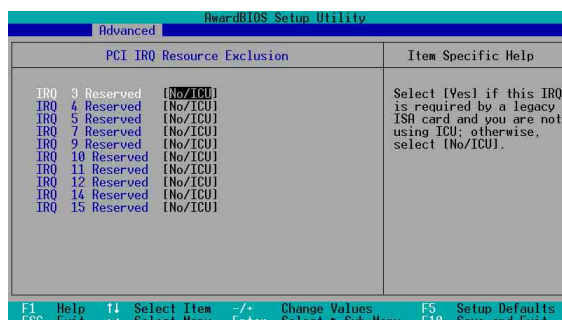 AwardBIOS Setup Utility
Advanced
PCI IRQ Resource Exclusion
Item Specific Help
IRQ 3 Reserved [No/ICU]
IRQ 4 Reserved [No/ICU]
IRQ 5 Reserved [No/ICU]
IRQ 7 Reserved [No/ICU]
IRQ 9 Reserved [No/ICU]
IRQ 10 Reserved [No/ICU]
IRQ 11 Reserved [No/ICU]
IRQ 12 Reserved [No/ICU]
IRQ 14 Reserved [No/ICU]
IRQ 15 Reserved [No/ICU]
Select [Yes] if this IRQ
is required by a legacy
ISA card and you are not
using ICU; otherwise,
select [No/ICU].
F1 Help ↑↓ Select Item -/+ Change Values F5 Setup Defaults